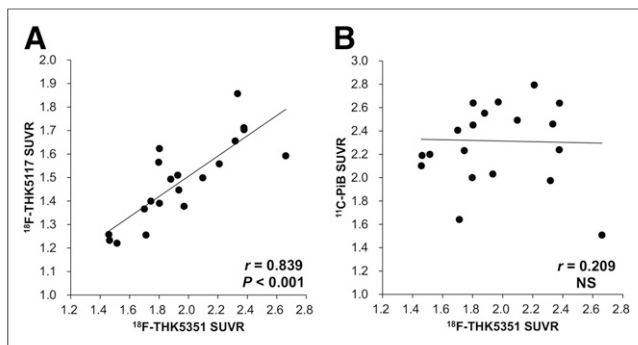 A
B
2.0
1.9
1.8
1.7
1.6
1.5
1.4
1.3
1.2
1.1
1.0
¹⁸F-THK5117 SUVR
1.2 1.4 1.6 1.8 2.0 2.2 2.4 2.6 2.8
¹⁸F-THK5351 SUVR
r = 0.839
P < 0.001
3.0
2.8
2.6
2.4
2.2
2.0
1.8
1.6
1.4
1.2
1.0
¹¹C-PiB SUVR
1.2 1.4 1.6 1.8 2.0 2.2 2.4 2.6 2.8
¹⁸F-THK5351 SUVR
r = 0.209
NS